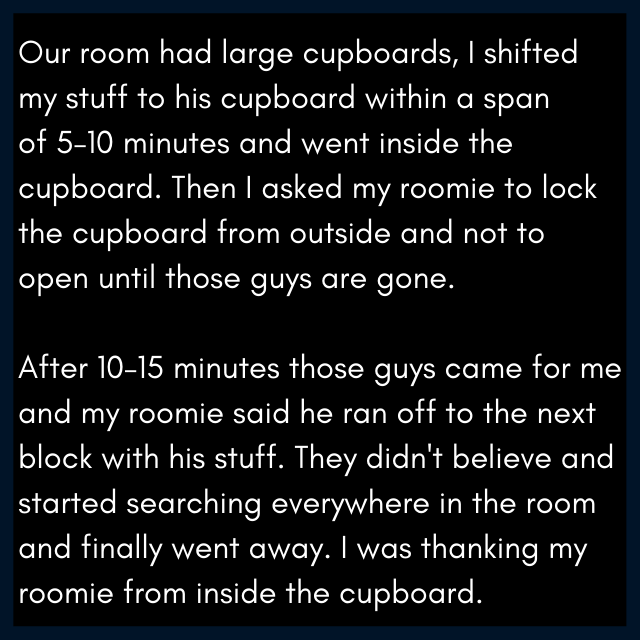 Our room had large cupboards, I shifted
my stuff to his cupboard within a span
of 5-10 minutes and went inside the
cupboard. Then I asked my roomie to lock
the cupboard from outside and not to
open until those guys are gone.
After 10-15 minutes those guys came for me
and my roomie said he ran off to the next
block with his stuff. They didn't believe and
started searching everywhere in the room
and finally went away. I was thanking my
roomie from inside the cupboard.